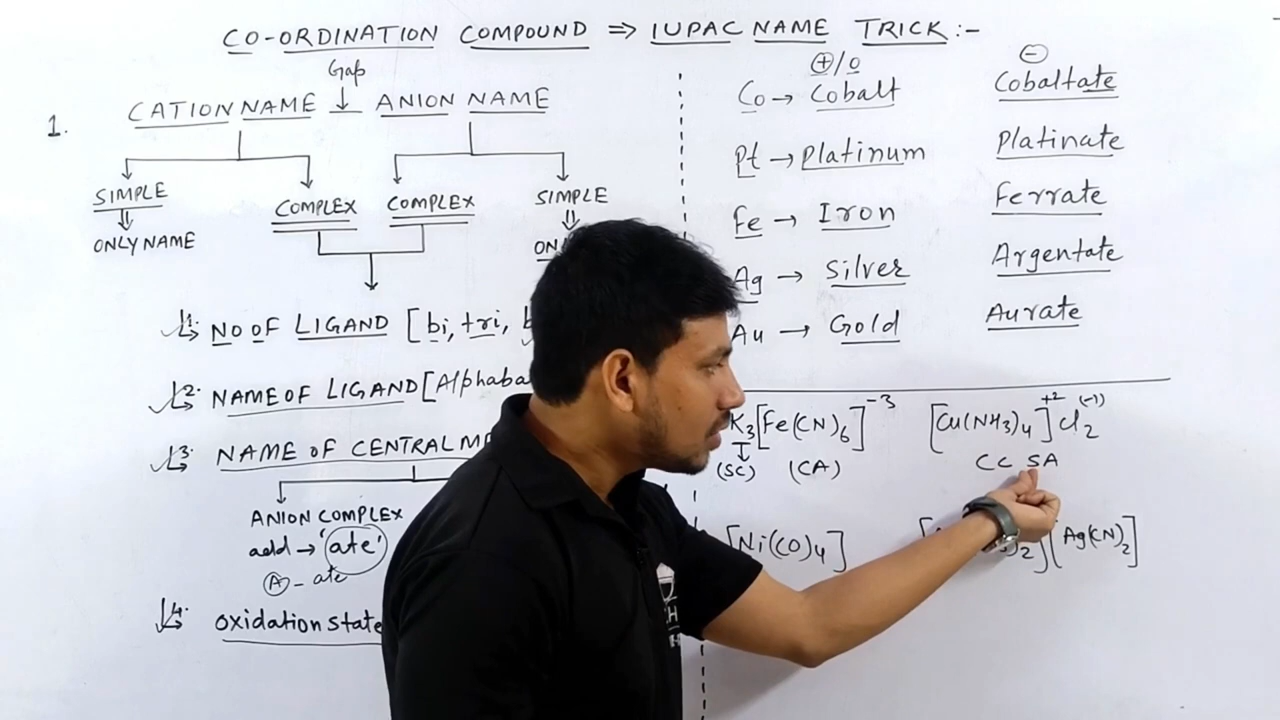 CO-ORDINATION COMPOUND ⇒ IUPAC NAME TRICK :-
Gap
1. CATION NAME ↓ ANION NAME
SIMPLE COMPLEX COMPLEX SIMPLE
ONLY NAME
1. NO OF LIGAND [bi, tri,
2. NAME OF LIGAND [
3. NAME OF CENTRAL
ANION COMPLEX
add → 'ate'
(A) - ate
4. oxidation state
⊕/0 ⊖
Co → Cobalt Cobaltate
Pt → Platinum Platinate
Fe → Iron Ferrate
Ag → Silver Argentate
Au → Gold Aurate
K3[Fe(CN)6]-3 [Cu(NH3)4]+2 Cl2(-1)
(SC) (CA) CC SA
[Ni(CO)4] [Ag(CN)2]